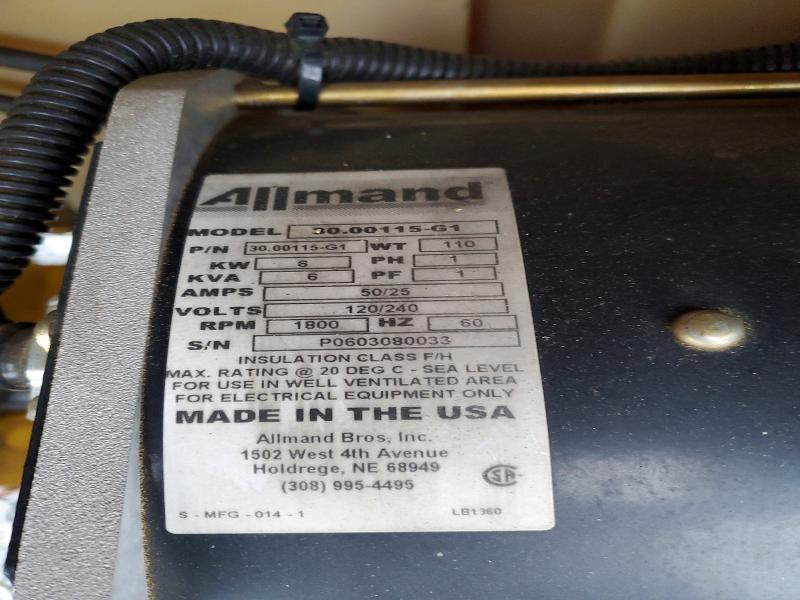 Allmand
MODEL 30.00115-G1
P/N 30.00115-G1 WT 110
KW 6 PH 1
KVA 6 PF 1
AMPS 50/25
VOLTS 120/240
RPM 1800 HZ 60
S/N P0603080033
INSULATION CLASS F/H
MAX. RATING @ 20 DEG C - SEA LEVEL
FOR USE IN WELL VENTILATED AREA
FOR ELECTRICAL EQUIPMENT ONLY
MADE IN THE USA
Allmand Bros, Inc.
1502 West 4th Avenue
Holdrege, NE 68949
(308) 995-4495
SA
S - MFG - 014 - 1 LB1360